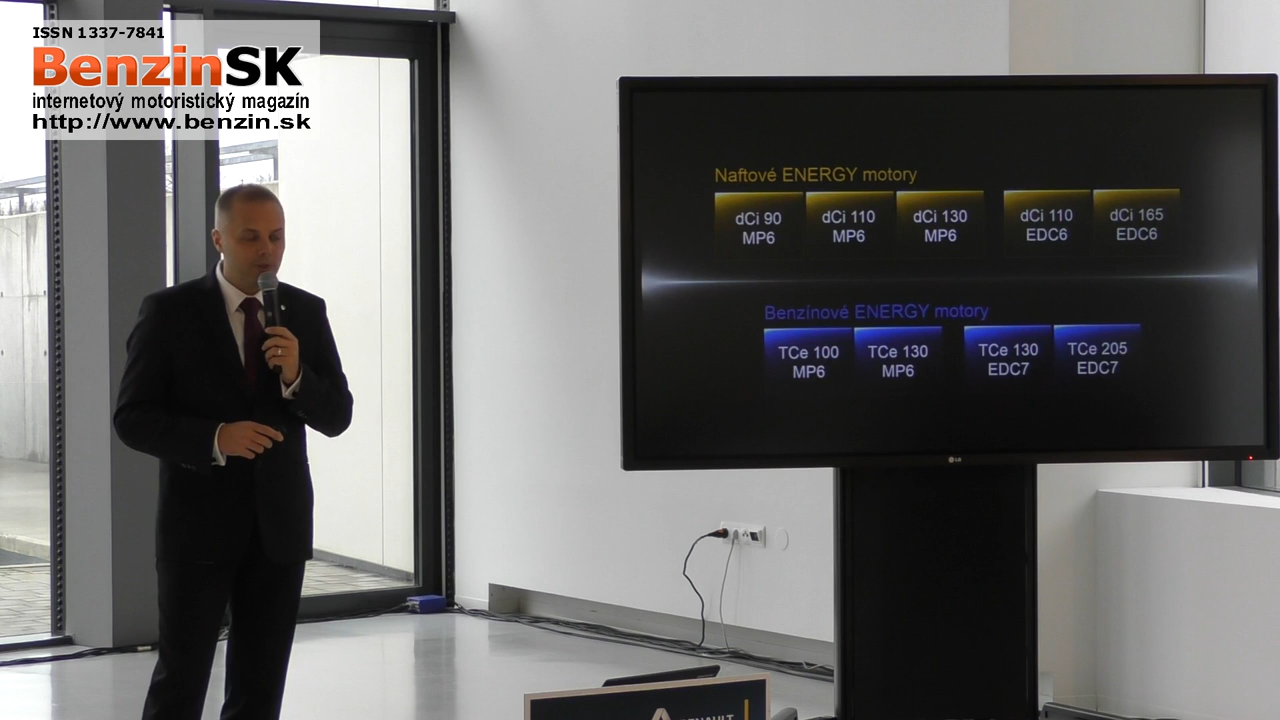 ISSN 1337-7841
BenzinSK
internetový motoristický magazín
http://www.benzin.sk
Naftové ENERGY motory
dCi 90 dCi 110 dCi 130 dCi 110 dCi 165
MP6 MP6 MP6 EDC6 EDC6
Benzínové ENERGY motory
TCe 100 TCe 130 TCe 130 TCe 205
MP6 MP6 EDC7 EDC7
LG
RENAULT